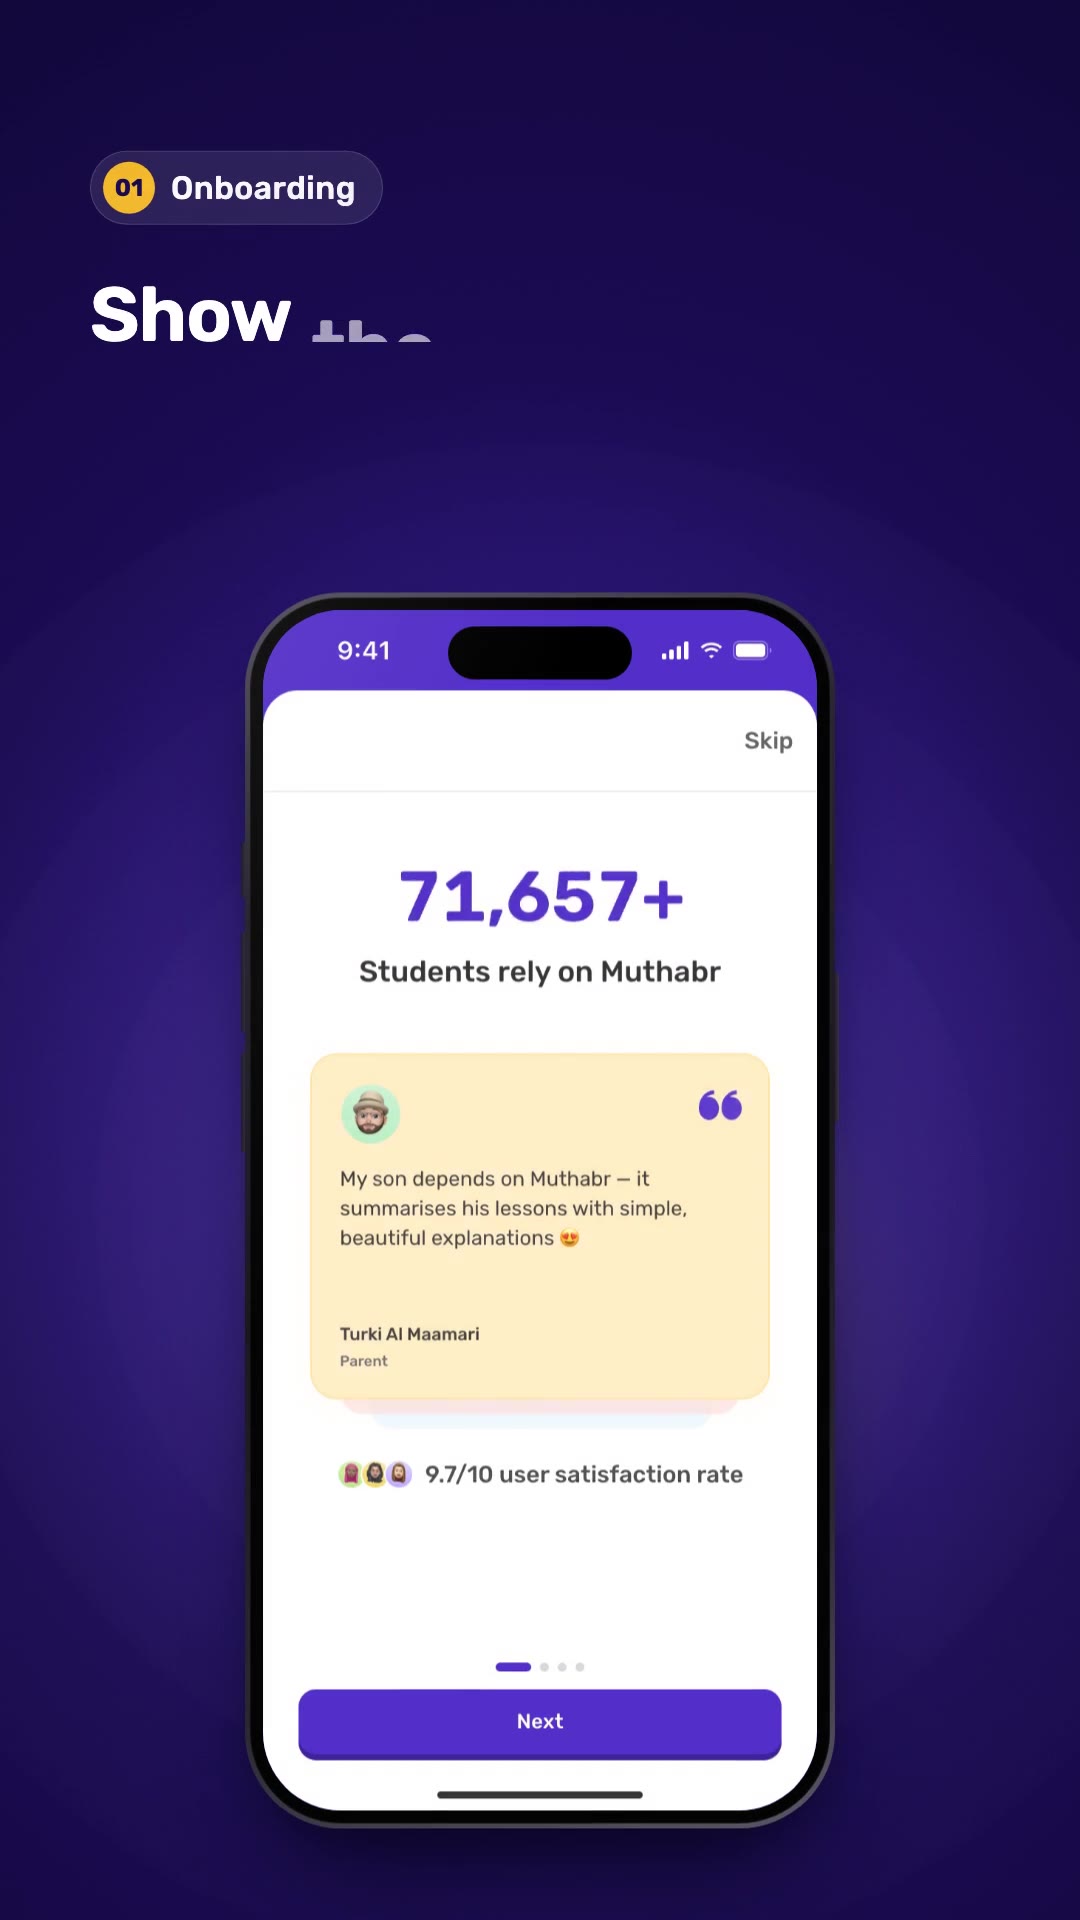 01 Onboarding
Show the
9:41
Skip
71,657+
Students rely on Muthabr
My son depends on Muthabr – it
summarises his lessons with simple,
beautiful explanations 😍
Turki Al Maamari
Parent
9.7/10 user satisfaction rate
Next